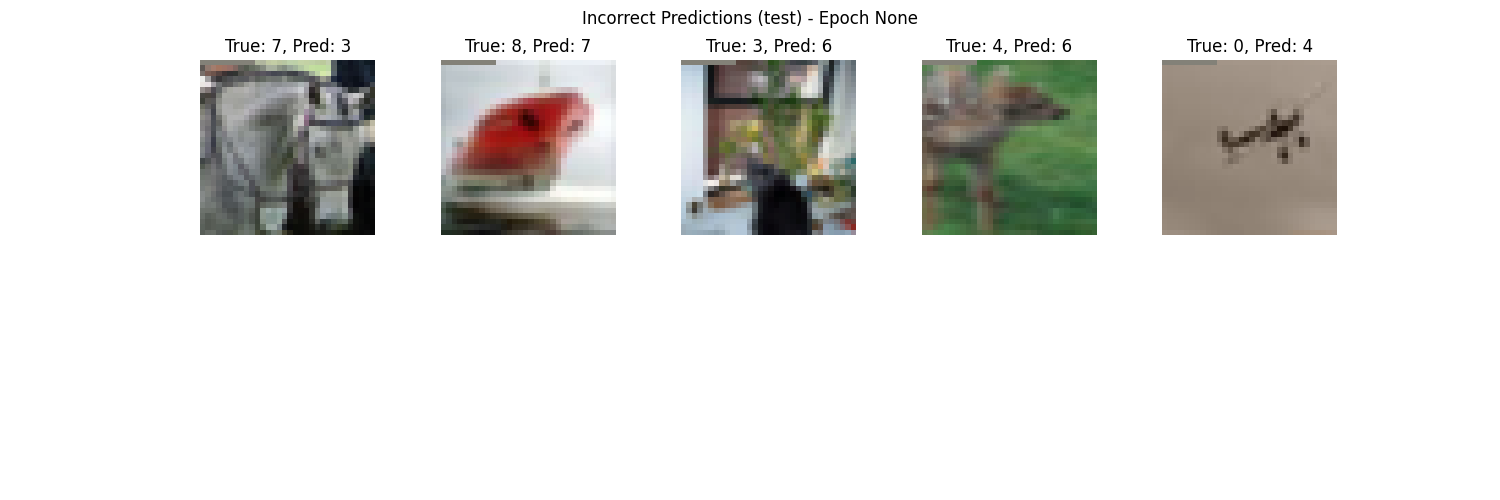 Incorrect Predictions (test) - Epoch None
True: 7, Pred: 3
True: 8, Pred: 7
True: 3, Pred: 6
True: 4, Pred: 6
True: 0, Pred: 4